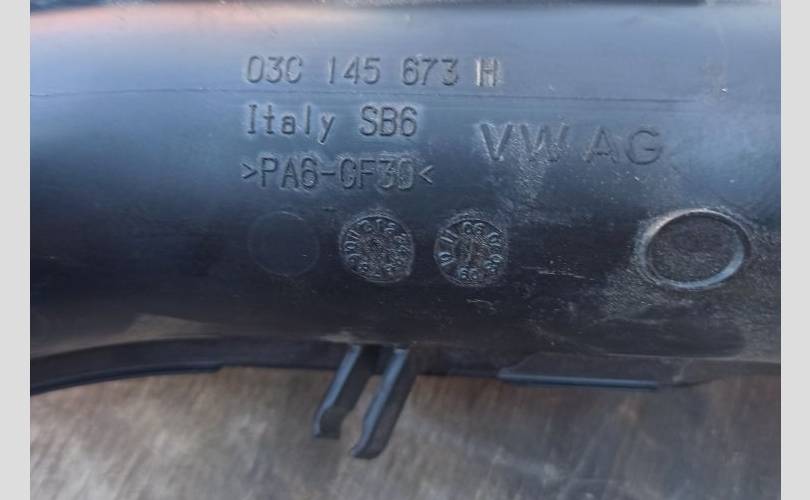 03C 145 673 H
Italy SB6
VW AG
>PA6-GF30<